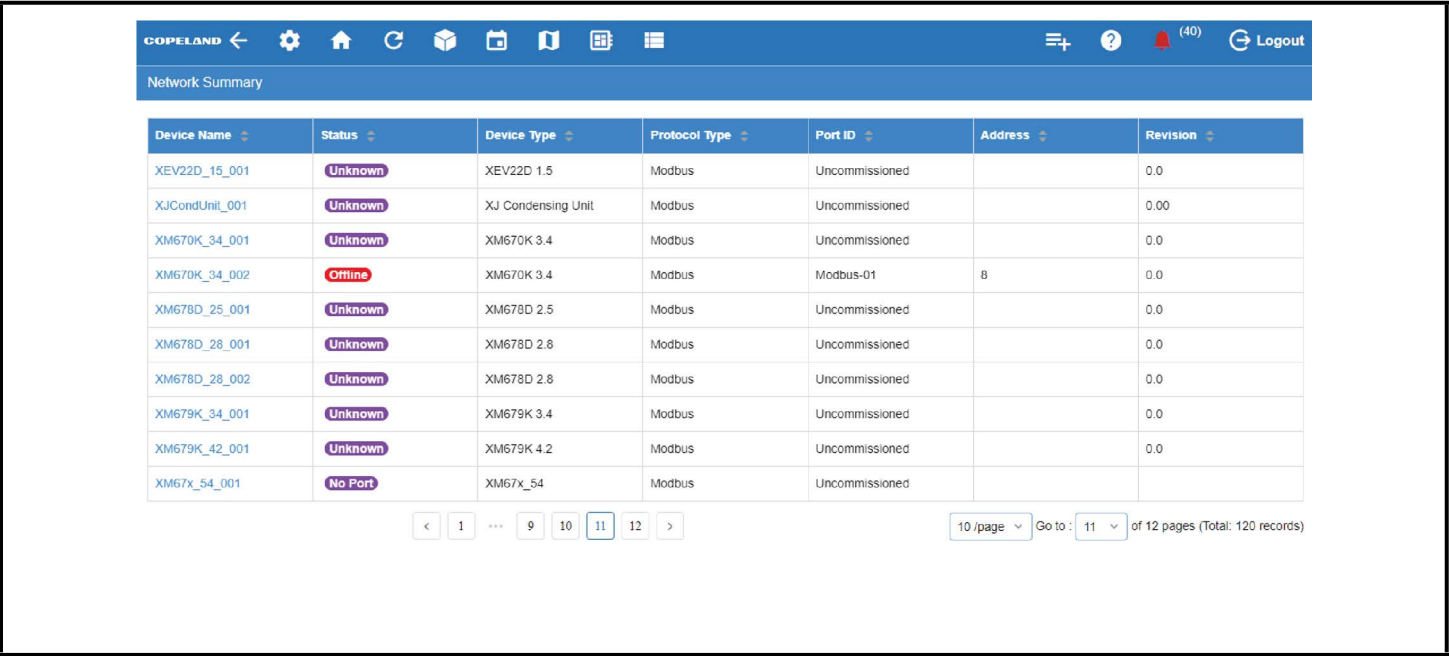 COPELAND (40) Logout
Network Summary
Device Name Status Device Type Protocol Type Port ID Address Revision
XEV22D_15_001 Unknown XEV22D 1.5 Modbus Uncommissioned 0.0
XJCondUnit_001 Unknown XJ Condensing Unit Modbus Uncommissioned 0.00
XM670K_34_001 Unknown XM670K 3.4 Modbus Uncommissioned 0.0
XM670K_34_002 Offline XM670K 3.4 Modbus Modbus-01 8 0.0
XM678D_25_001 Unknown XM678D 2.5 Modbus Uncommissioned 0.0
XM678D_28_001 Unknown XM678D 2.8 Modbus Uncommissioned 0.0
XM678D_28_002 Unknown XM678D 2.8 Modbus Uncommissioned 0.0
XM679K_34_001 Unknown XM679K 3.4 Modbus Uncommissioned 0.0
XM679K_42_001 Unknown XM679K 4.2 Modbus Uncommissioned 0.0
XM67x_54_001 No Port XM67x_54 Modbus Uncommissioned
< 1 ••• 9 10 11 12 > 10 /page Go to : 11 of 12 pages (Total: 120 records)